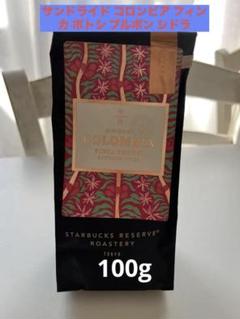 サンドライド コロンビア フィン
カ ポトシ ブルボン シドラ
COLOMBIA
STARBUCKS RESERVE®
ROASTERY
TOKYO
100g